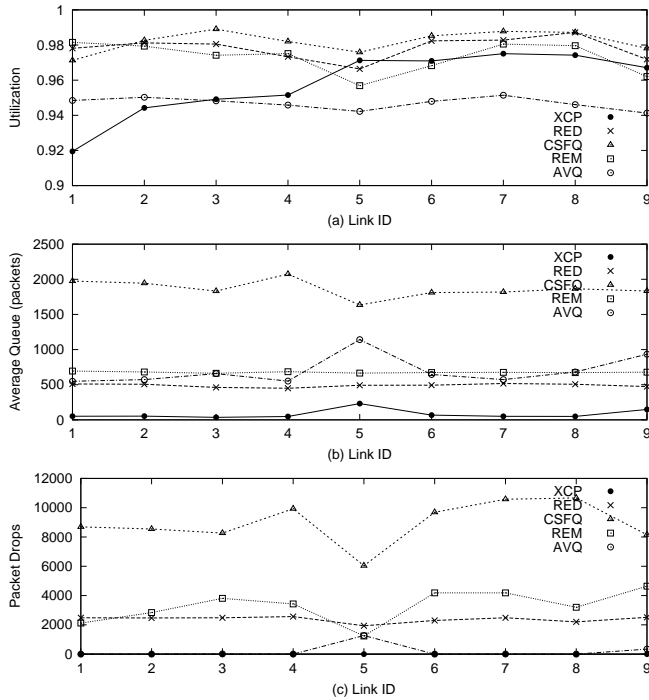 1
0.98
0.96
0.94
0.92
0.9
Utilization
XCP
RED
CSFQ
REM
AVQ
1 2 3 4 5 6 7 8 9
(a) Link ID
2500
2000
1500
1000
500
0
Average Queue (packets)
XCP
RED
CSFQ
REM
AVQ
1 2 3 4 5 6 7 8 9
(b) Link ID
12000
10000
8000
6000
4000
2000
0
Packet Drops
XCP
RED
CSFQ
REM
AVQ
1 2 3 4 5 6 7 8 9
(c) Link ID